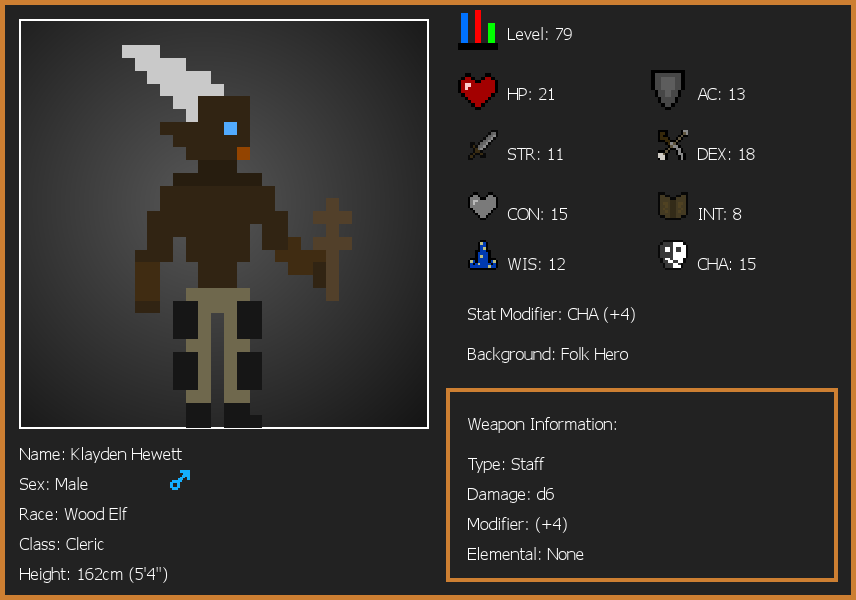 Level: 79
HP: 21
AC: 13
STR: 11
DEX: 18
CON: 15
INT: 8
WIS: 12
CHA: 15
Stat Modifier: CHA (+4)
Background: Folk Hero
Weapon Information:
Type: Staff
Damage: d6
Modifier: (+4)
Elemental: None
Name: Klayden Hewett
Sex: Male
Race: Wood Elf
Class: Cleric
Height: 162cm (5'4")